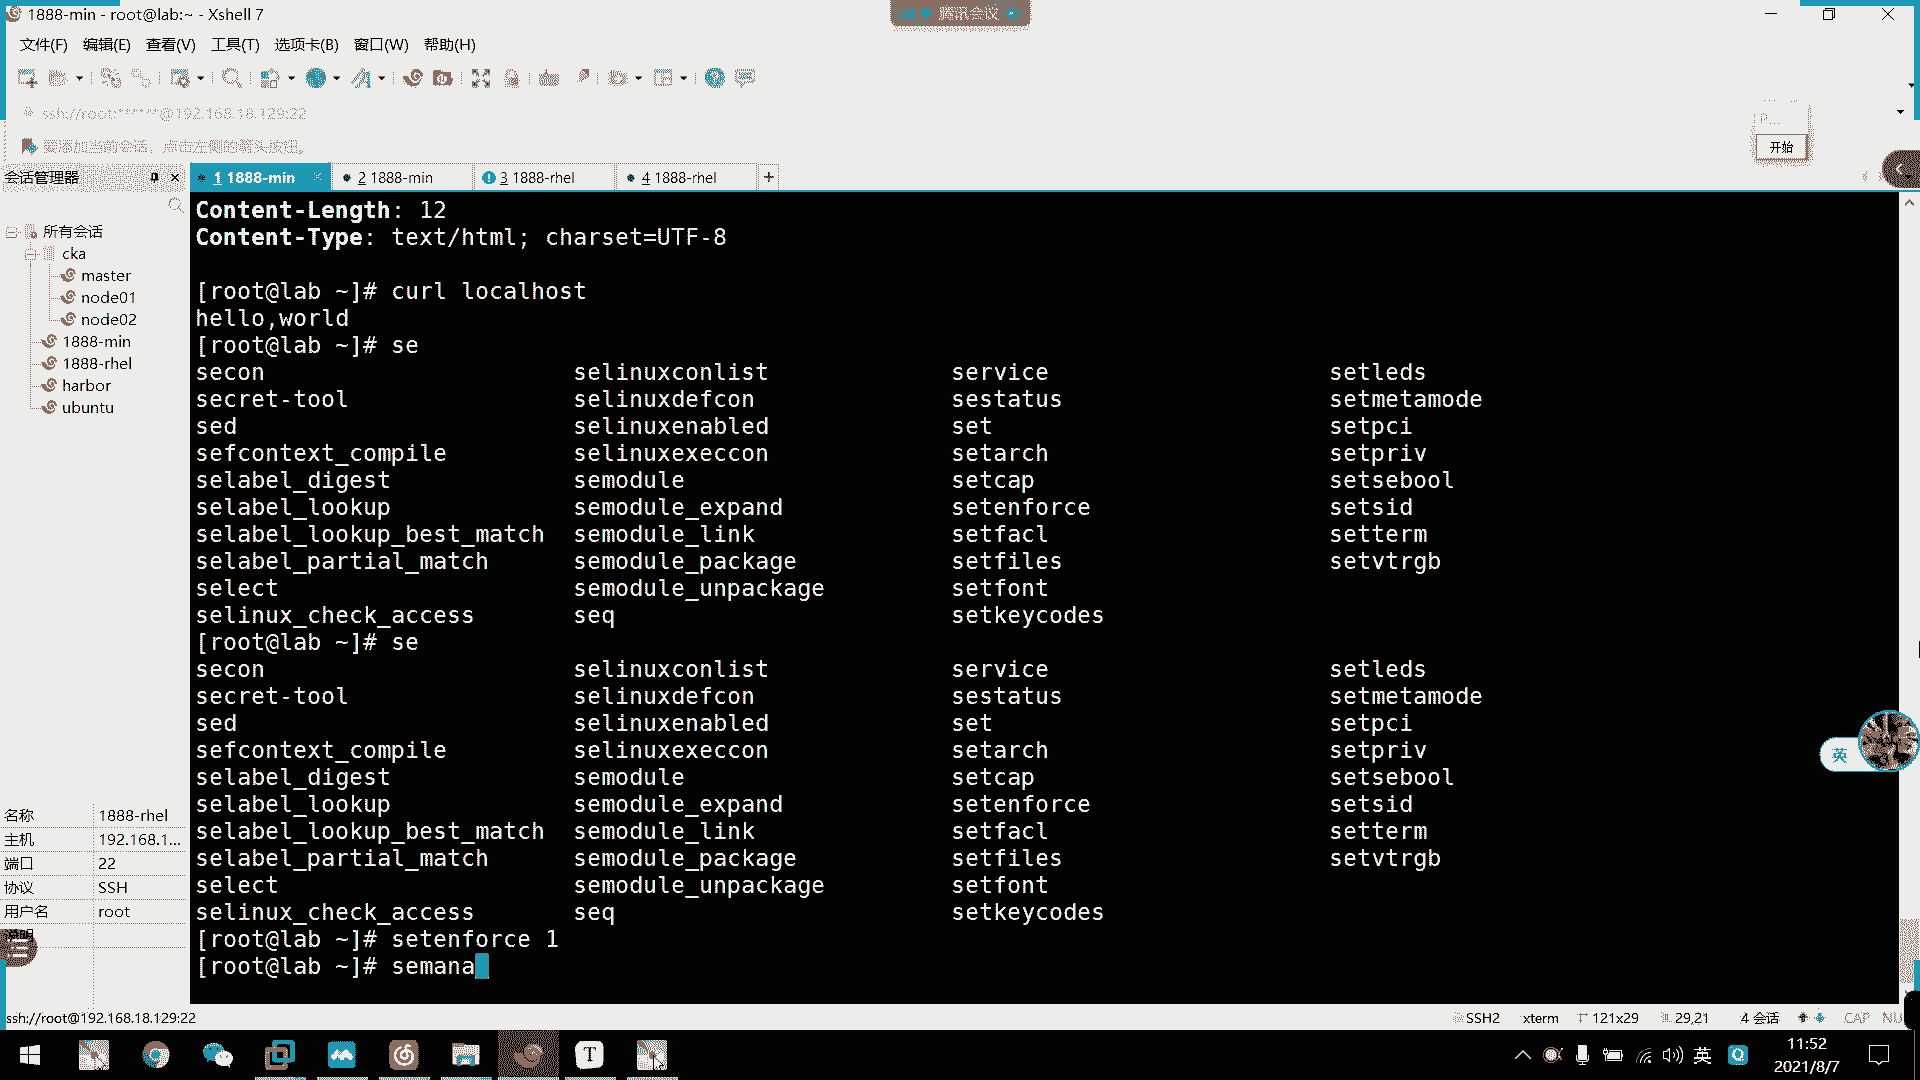 1888-min - root@lab:~ - Xshell 7
腾讯会议
文件(F) 编辑(E) 查看(V) 工具(T) 选项卡(B) 窗口(W) 帮助(H)
ssh://root:******@192.168.18.129:22
要添加当前会话，点击左侧的箭头按钮。
P...
开始
会话管理器
1 1888-min
2 1888-min
3 1888-rhel
4 1888-rhel
+
所有会话
cka
master
node01
node02
1888-min
1888-rhel
harbor
ubuntu
名称 1888-rhel
主机 192.168.1...
端口 22
协议 SSH
用户名 root
说明
Content-Length: 12
Content-Type: text/html; charset=UTF-8
[root@lab ~]# curl localhost
hello,world
[root@lab ~]# se
secon selinuxconlist service setleds
secret-tool selinuxdefcon sestatus setmetamode
sed selinuxenabled set setpci
sefcontext_compile selinuxexeccon setarch setpriv
selabel_digest semodule setcap setsebool
selabel_lookup semodule_expand setenforce setsid
selabel_lookup_best_match semodule_link setfacl setterm
selabel_partial_match semodule_package setfiles setvtrgb
select semodule_unpackage setfont
selinux_check_access seq setkeycodes
[root@lab ~]# se
secon selinuxconlist service setleds
secret-tool selinuxdefcon sestatus setmetamode
sed selinuxenabled set setpci
sefcontext_compile selinuxexeccon setarch setpriv
selabel_digest semodule setcap setsebool
selabel_lookup semodule_expand setenforce setsid
selabel_lookup_best_match semodule_link setfacl setterm
selabel_partial_match semodule_package setfiles setvtrgb
select semodule_unpackage setfont
selinux_check_access seq setkeycodes
[root@lab ~]# setenforce 1
[root@lab ~]# semana
英
ssh://root@192.168.18.129:22
SSH2 xterm 121x29 29,21 4 会话 CAP NU
T
英
11:52
2021/8/7